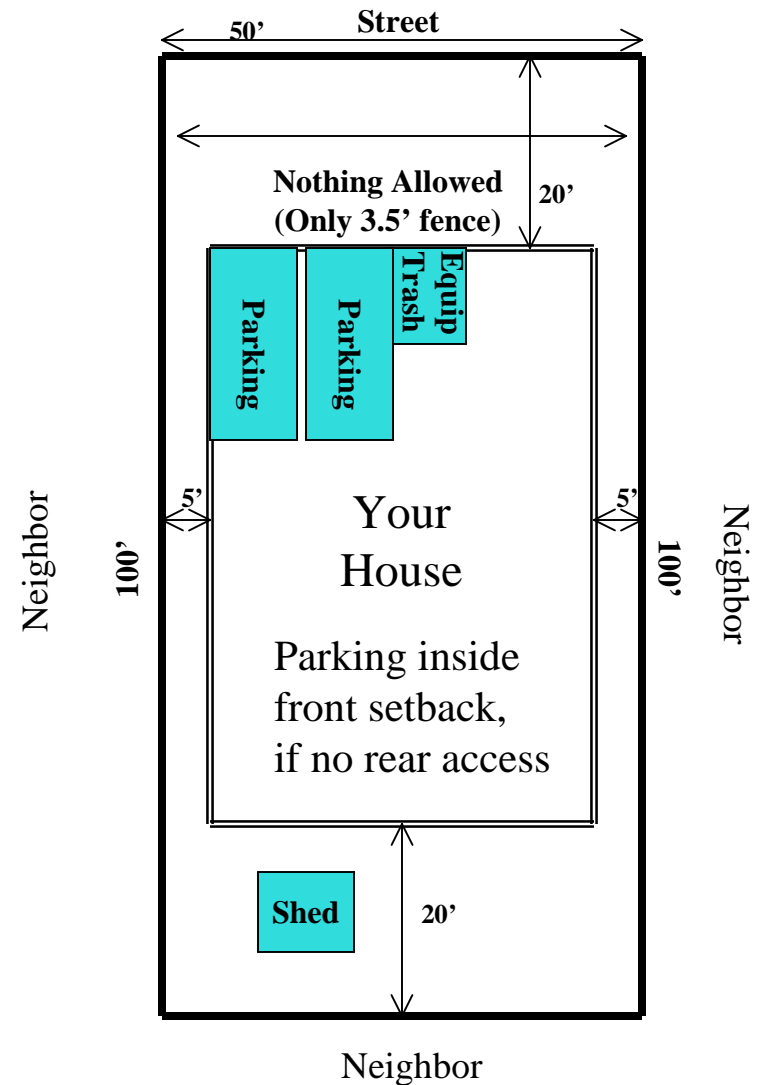 Street
50’
Nothing Allowed
(Only 3.5’ fence)
20’
Parking
Parking
Equip
Trash
5’
5’
Your
House
Neighbor
100’
100’
Neighbor
Parking inside
front setback,
if no rear access
Shed
20’
Neighbor